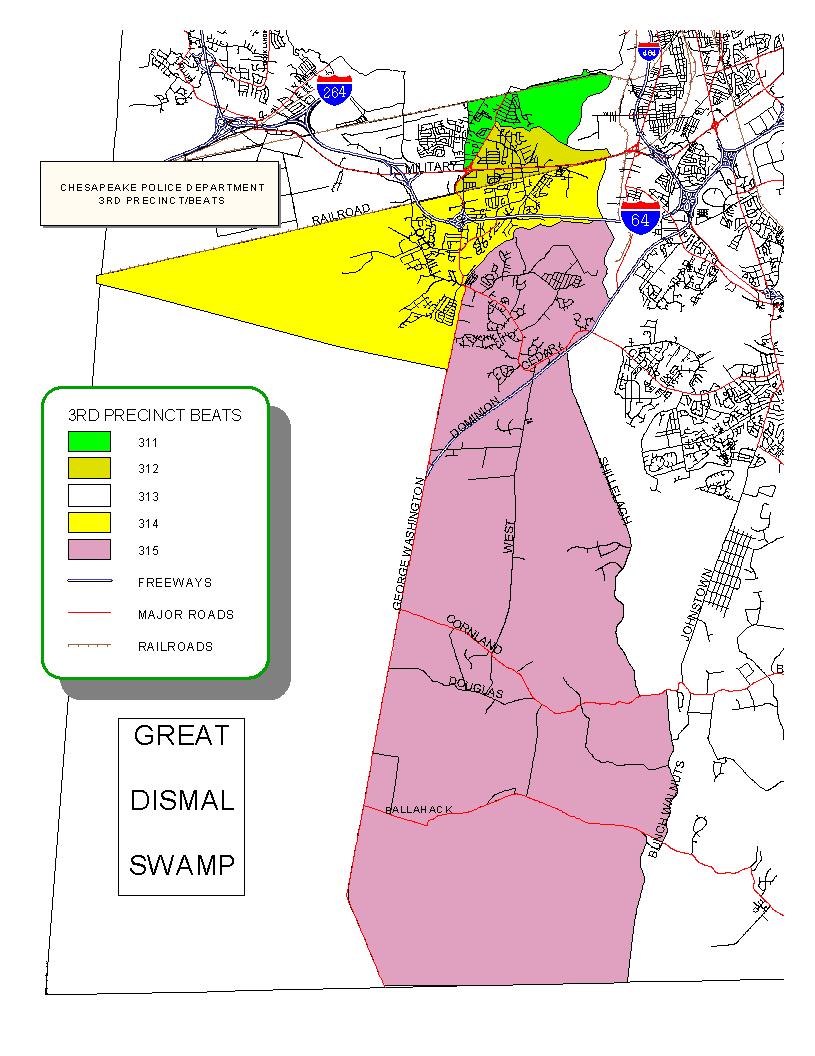 464
264
CHESAPEAKE POLICE DEPARTMENT
3RD PRECINCT/BEATS
MILITARY
RAILROAD
64
CEDAR
DOMINION
3RD PRECINCT BEATS
311
312
313
314
315
FREEWAYS
MAJOR ROADS
RAILROADS
GEORGE WASHINGTON
WEST
SHILLELAGH
JOHNSTOWN
CORNLAND
DOUGLAS
B
BALLAHACK
BUNCH WALNUTS
GREAT
DISMAL
SWAMP